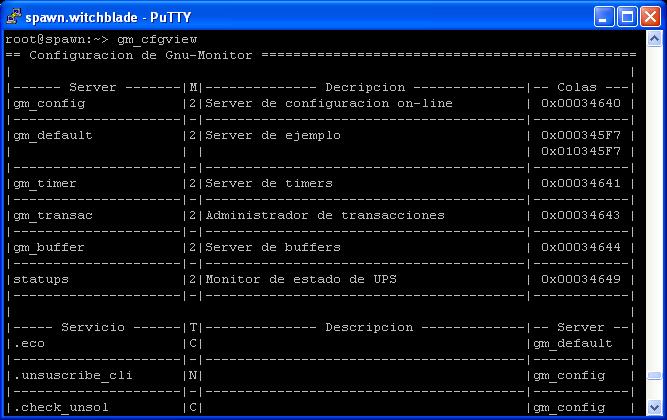 spawn.witchblade - PuTTY
root@spawn:~> gm_cfgview
== Configuracion de Gnu-Monitor ===============================================
|                                                                              |
|------ Server --------|M|--------------- Decripcion ---------------|-- Colas ---|
|gm_config             |2|Server de configuracion on-line          | 0x00034640 |
|----------------------|-|-----------------------------------------|------------|
|gm_default            |2|Server de ejemplo                        | 0x000345F7 |
|                      | |                                         | 0x010345F7 |
|----------------------|-|-----------------------------------------|------------|
|gm_timer              |2|Server de timers                         | 0x00034641 |
|----------------------|-|-----------------------------------------|------------|
|gm_transac            |2|Administrador de transacciones           | 0x00034643 |
|----------------------|-|-----------------------------------------|------------|
|gm_buffer             |2|Server de buffers                        | 0x00034644 |
|----------------------|-|-----------------------------------------|------------|
|statups               |2|Monitor de estado de UPS                 | 0x00034649 |
|----------------------|-|-----------------------------------------|------------|
|                                                                              |
|----- Servicio -------|T|-------------- Descripcion --------------|-- Server --|
|.eco                  |C|                                         |gm_default  |
|----------------------|-|-----------------------------------------|------------|
|.unsuscribe_cli       |N|                                         |gm_config   |
|----------------------|-|-----------------------------------------|------------|
|.check_unsol          |C|                                         |gm_config   |